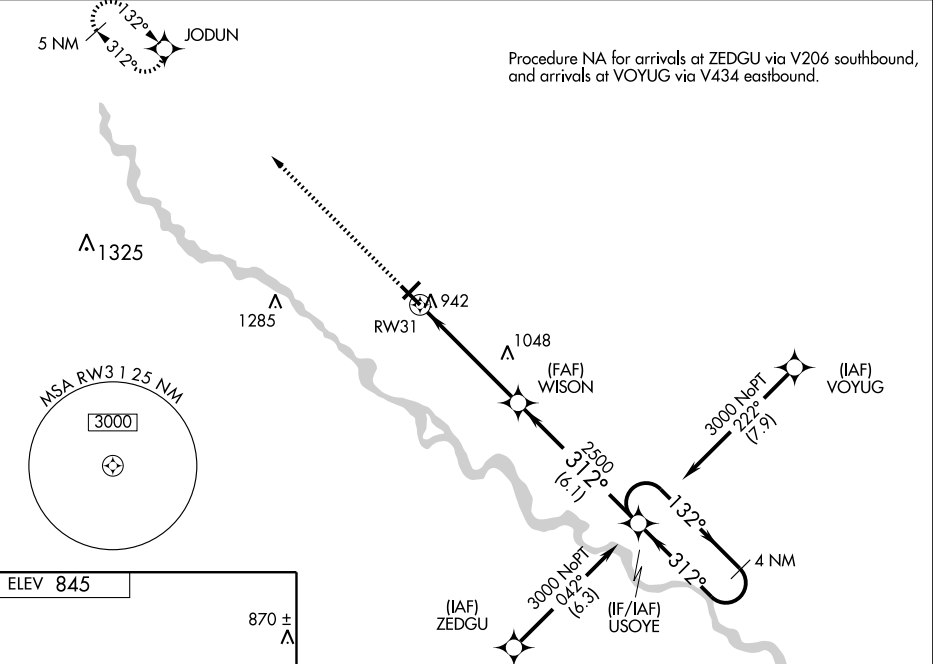 132°
5 NM
312°
JODUN
Procedure NA for arrivals at ZEDGU via V206 southbound,
and arrivals at VOYUG via V434 eastbound.
1325
1285
942
RW31
1048
(FAF)
WISON
(IAF)
VOYUG
3000 NoPT
222°
(7.9)
MSA RW31 25 NM
3000
2500
312°
(6.1)
132°
312°
4 NM
3000 NoPT
042°
(6.3)
(IF/IAF)
USOYE
(IAF)
ZEDGU
ELEV 845
870 ±